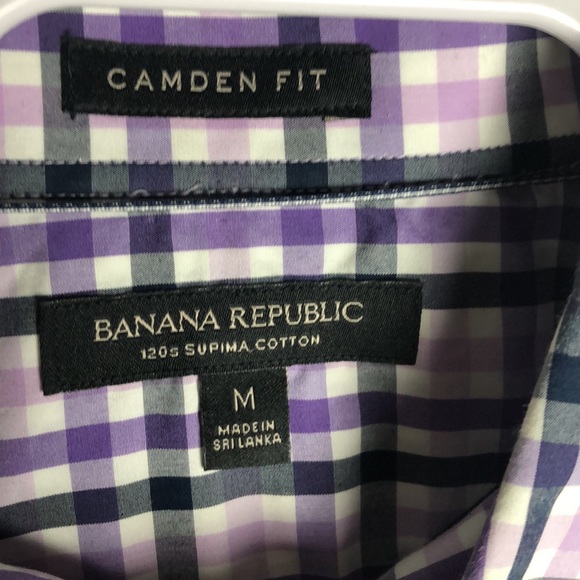 CAMDEN FIT
BANANA REPUBLIC
120s SUPIMA COTTON
M
MADE IN
SRI LANKA